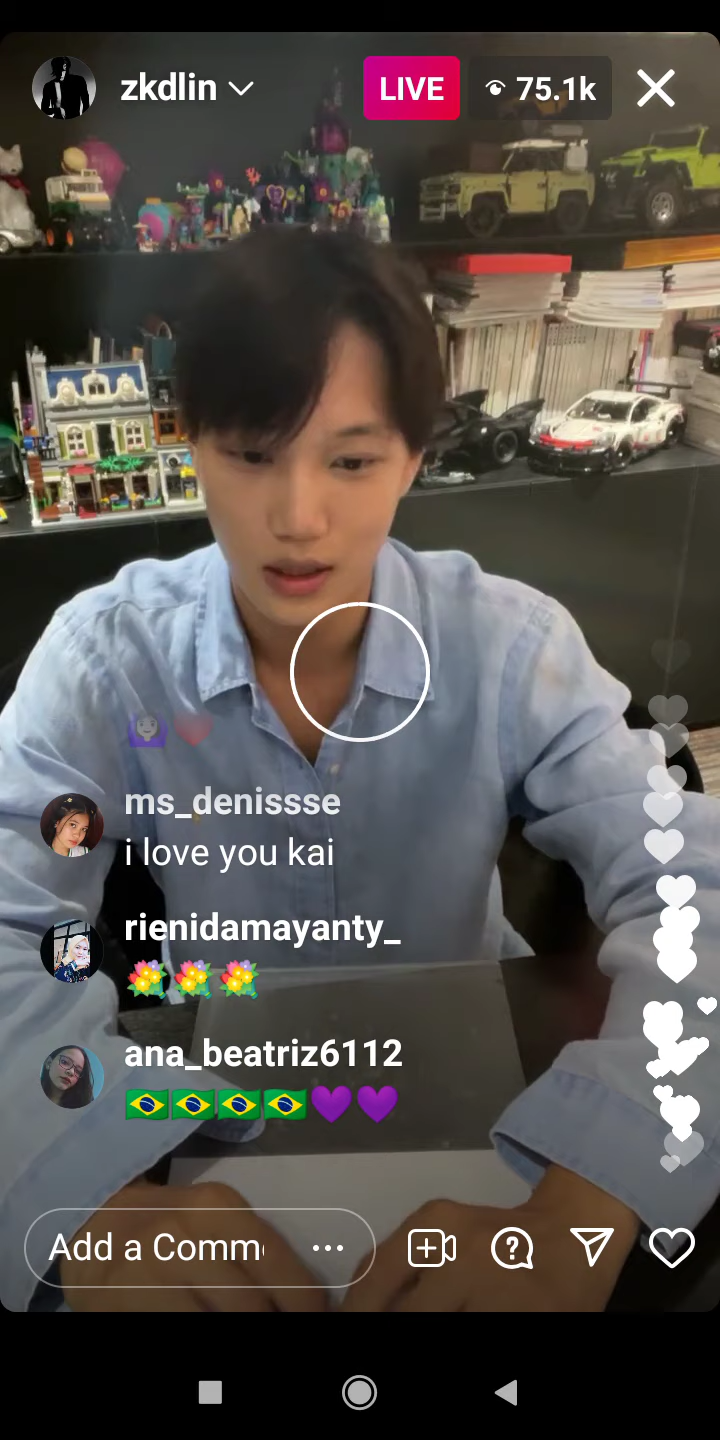 zkdlin
LIVE
75.1k
🙆🏻‍♀️❤️
ms_denissse
i love you kai
rienidamayanty_
💐💐💐
ana_beatriz6112
🇧🇷🇧🇷🇧🇷🇧🇷💜💜
Add a Comm